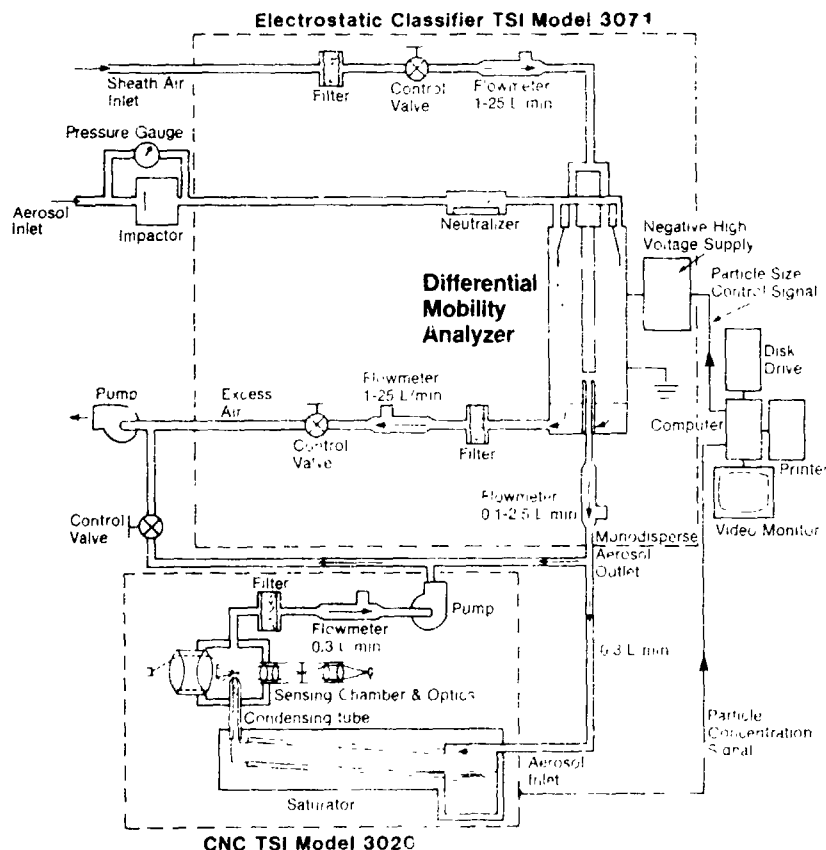 Electrostatic Classifier TSI Model 3071
Sheath Air
Inlet
Filter
Control
Valve
Flowmeter
1-25 L/min
Pressure Gauge
Aerosol
Inlet
Impactor
Neutralizer
Negative High
Voltage Supply
Particle Size
Control Signal
Differential
Mobility
Analyzer
Disk
Drive
Pump
Excess
Air
Flowmeter
1-25 L/min
Control
Valve
Filter
Computer
Printer
Video Monitor
Flowmeter
0.1-2.5 L/min
Control
Valve
Monodisperse
Aerosol
Outlet
Filter
Pump
Flowmeter
0.3 L/min
0.3 L/min
Sensing Chamber & Optics
Condensing tube
Particle
Concentration
Signal
Aerosol
Inlet
Saturator
CNC TSI Model 3020